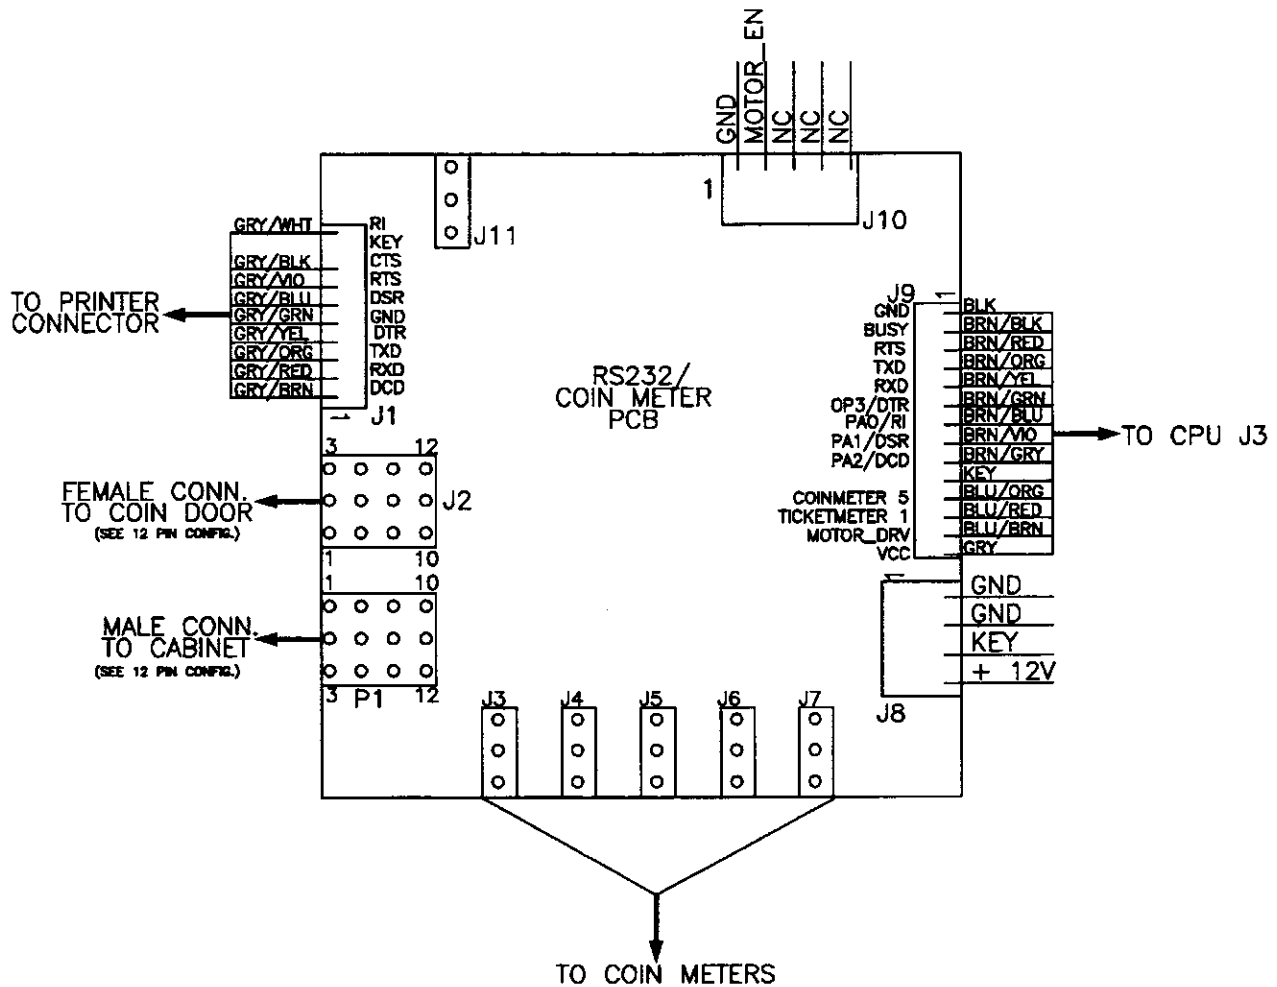 GND
MOTOR_EN
NC
NC
NC
1
J10
J11
GRY/WHT
GRY/BLK
GRY/VIO
GRY/BLU
GRY/GRN
GRY/YEL
GRY/ORG
GRY/RED
GRY/BRN
RI
KEY
CTS
RTS
DSR
GND
DTR
TXD
RXD
DCD
1
J1
TO PRINTER
CONNECTOR
RS232/
COIN METER
PCB
J9
1
GND
BUSY
RTS
TXD
RXD
OP3/DTR
PA0/RI
PA1/DSR
PA2/DCD
COINMETER 5
TICKETMETER 1
MOTOR_DRV
VCC
BLK
BRN/BLK
BRN/RED
BRN/ORG
BRN/YEL
BRN/GRN
BRN/BLU
BRN/VIO
BRN/GRY
KEY
BLU/ORG
BLU/RED
BLU/BRN
GRY
TO CPU J3
3 12
J2
1 10
FEMALE CONN.
TO COIN DOOR
(SEE 12 PIN CONFIG.)
1 10
3 P1 12
MALE CONN.
TO CABINET
(SEE 12 PIN CONFIG.)
1
GND
GND
KEY
+ 12V
J8
J3 J4 J5 J6 J7
TO COIN METERS